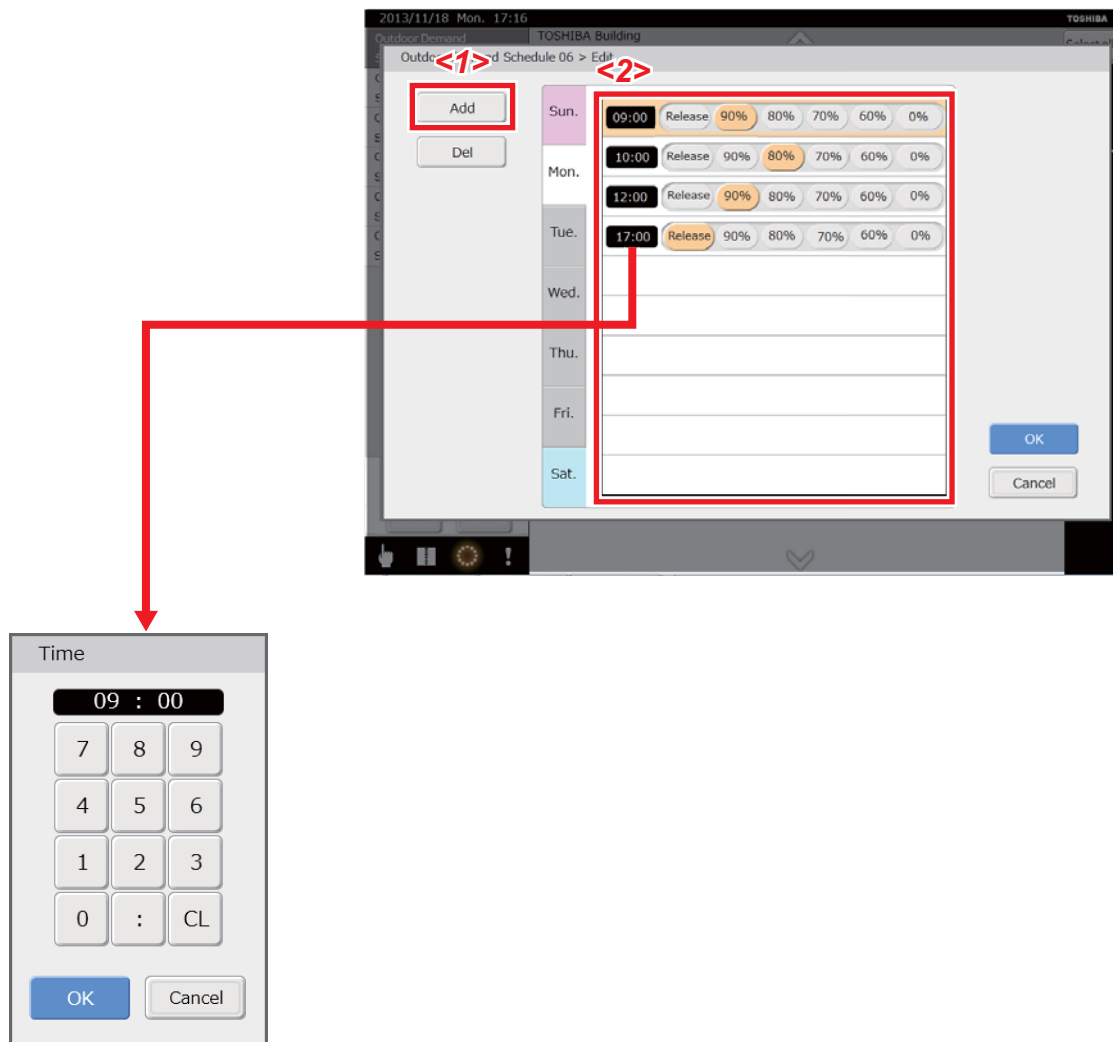 2013/11/18 Mon. 17:16 TOSHIBA
Outdoor Demand TOSHIBA Building
Schedule 06 > Edit
<1>
<2>
Add
Del
Sun.
Mon.
Tue.
Wed.
Thu.
Fri.
Sat.
09:00 Release 90% 80% 70% 60% 0%
10:00 Release 90% 80% 70% 60% 0%
12:00 Release 90% 80% 70% 60% 0%
17:00 Release 90% 80% 70% 60% 0%
OK
Cancel
!
Time
09 : 00
7 8 9
4 5 6
1 2 3
0 : CL
OK Cancel